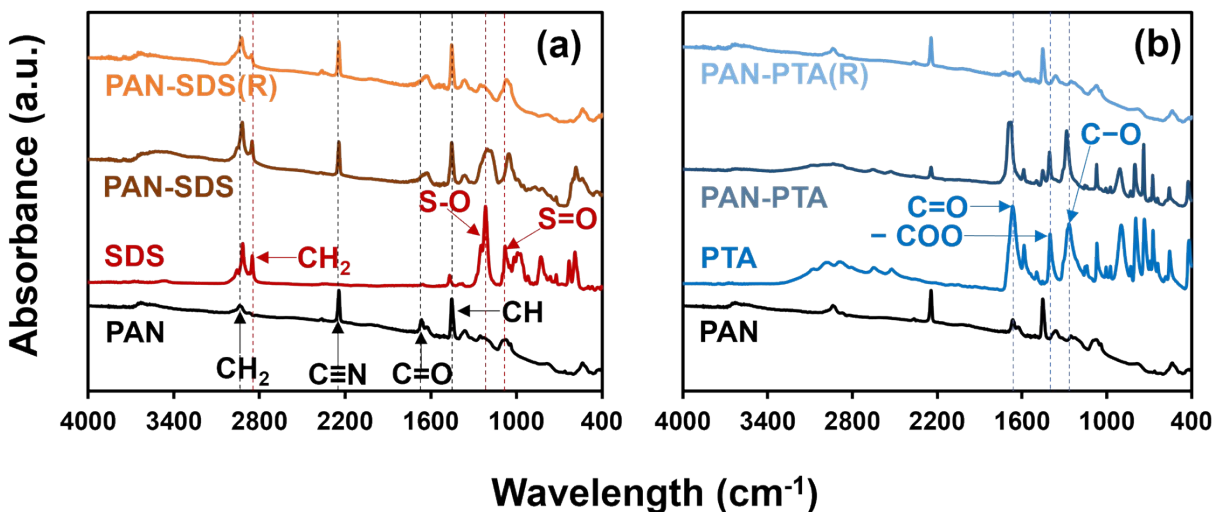 Absorbance (a.u.)
(a)
PAN-SDS(R)
PAN-SDS
S-O
S=O
SDS
CH₂
PAN
CH
CH₂
C≡N
C=O
4000 3400 2800 2200 1600 1000 400
(b)
PAN-PTA(R)
C−O
PAN-PTA
C=O
− COO
PTA
PAN
4000 3400 2800 2200 1600 1000 400
Wavelength (cm⁻¹)